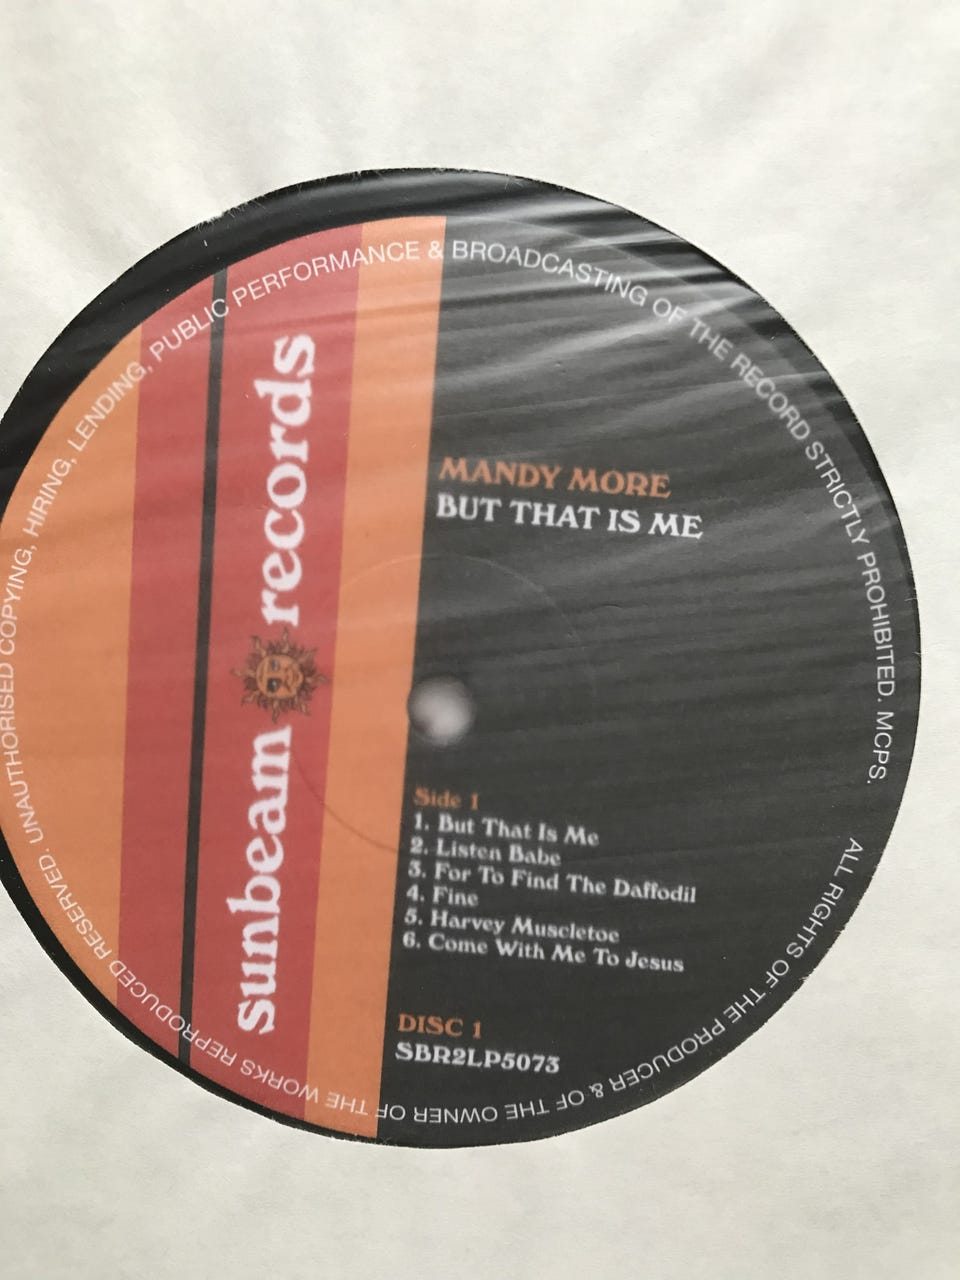 ALL RIGHTS OF THE PRODUCER & OF THE OWNER OF THE WORKS REPRODUCED RESERVED. UNAUTHORISED COPYING, HIRING, LENDING, PUBLIC PERFORMANCE & BROADCASTING OF THE RECORD STRICTLY PROHIBITED. MCPS.
sunbeam records
MANDY MORE
BUT THAT IS ME
Side 1
1. But That Is Me
2. Listen Babe
3. For To Find The Daffodil
4. Fine
5. Harvey Muscletoe
6. Come With Me To Jesus
DISC 1
SBR2LP5073